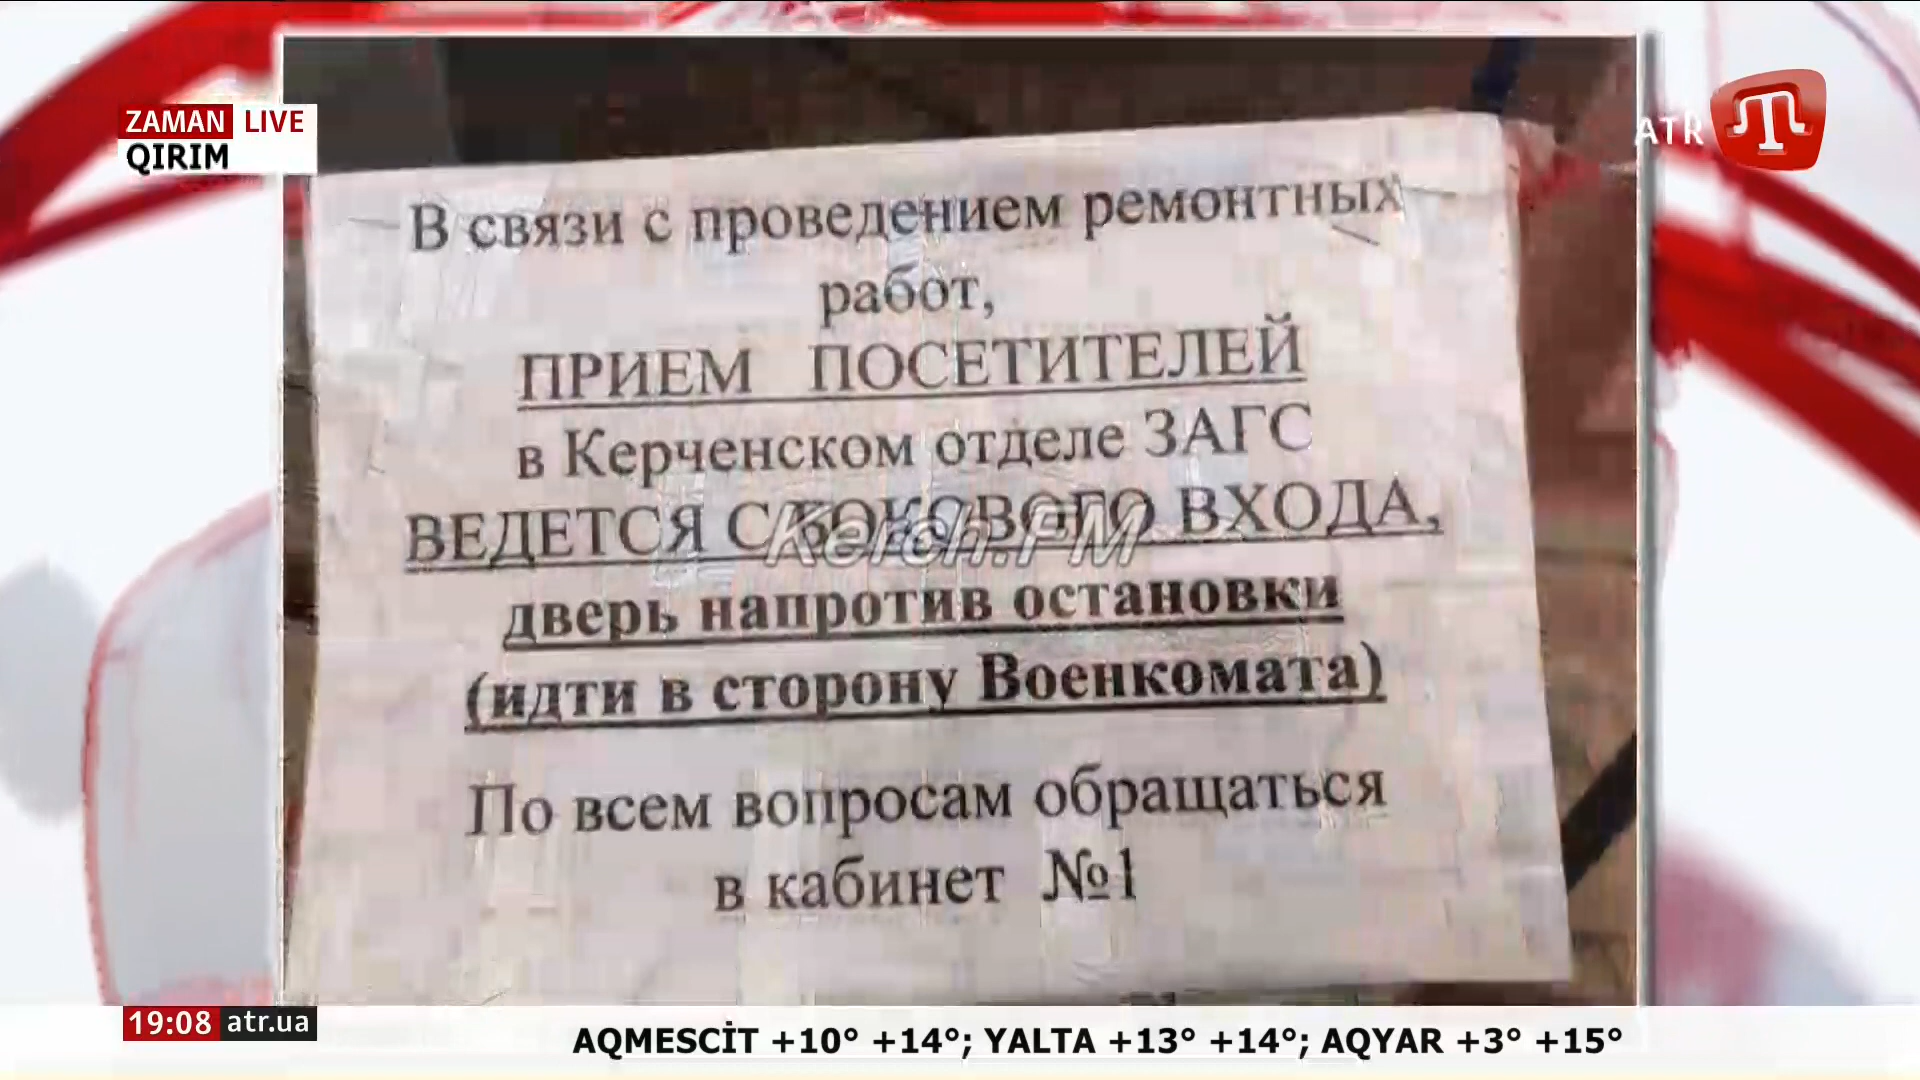 ZAMAN LIVE
QIRIM
ATR
В связи с проведением ремонтных
работ,
ПРИЕМ ПОСЕТИТЕЛЕЙ
в Керченском отделе ЗАГС
ВЕДЕТСЯ С БОКОВОГО ВХОДА,
Kerch.FM
дверь напротив остановки
(идти в сторону Военкомата)
По всем вопросам обращаться
в кабинет №1
19:08 atr.ua
AQMESCİT +10° +14°; YALTA +13° +14°; AQYAR +3° +15°